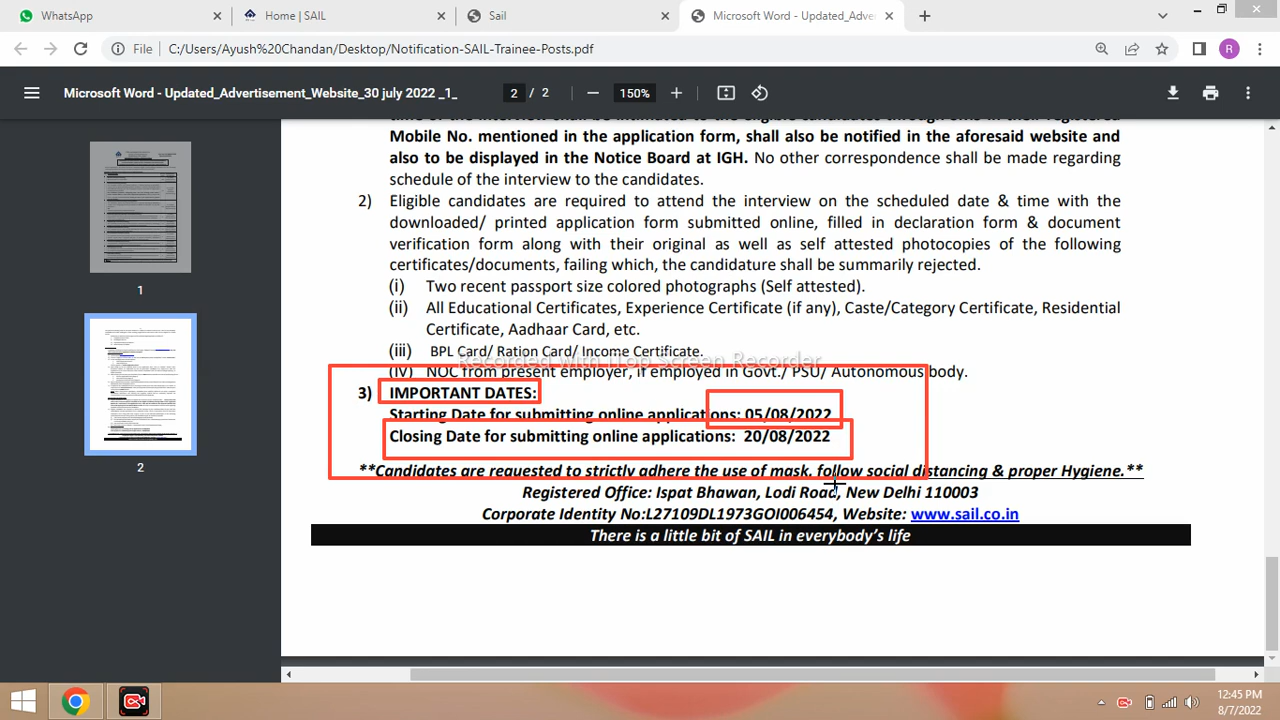 WhatsApp
Home | SAIL
Sail
Microsoft Word - Updated_Adve
File
C:/Users/Ayush%20Chandan/Desktop/Notification-SAIL-Trainee-Posts.pdf
R
Microsoft Word - Updated_Advertisement_Website_30 july 2022 _1_
2 / 2
150%
Mobile No. mentioned in the application form, shall also be notified in the aforesaid website and
also to be displayed in the Notice Board at IGH. No other correspondence shall be made regarding
schedule of the interview to the candidates.
2) Eligible candidates are required to attend the interview on the scheduled date & time with the
downloaded/ printed application form submitted online, filled in declaration form & document
verification form along with their original as well as self attested photocopies of the following
certificates/documents, failing which, the candidature shall be summarily rejected.
(i) Two recent passport size colored photographs (Self attested).
(ii) All Educational Certificates, Experience Certificate (if any), Caste/Category Certificate, Residential
Certificate, Aadhaar Card, etc.
(iii) BPL Card/ Ration Card/ Income Certificate.
Recorded with iTop Screen Recorder
(iv) NOC from present employer, if employed in Govt./ PSU/ Autonomous body.
3) IMPORTANT DATES:
Starting Date for submitting online applications: 05/08/2022
Closing Date for submitting online applications: 20/08/2022
**Candidates are requested to strictly adhere the use of mask, follow social distancing & proper Hygiene.**
Registered Office: Ispat Bhawan, Lodi Road, New Delhi 110003
Corporate Identity No:L27109DL1973GOI006454, Website: www.sail.co.in
There is a little bit of SAIL in everybody's life
1
2
12:45 PM
8/7/2022